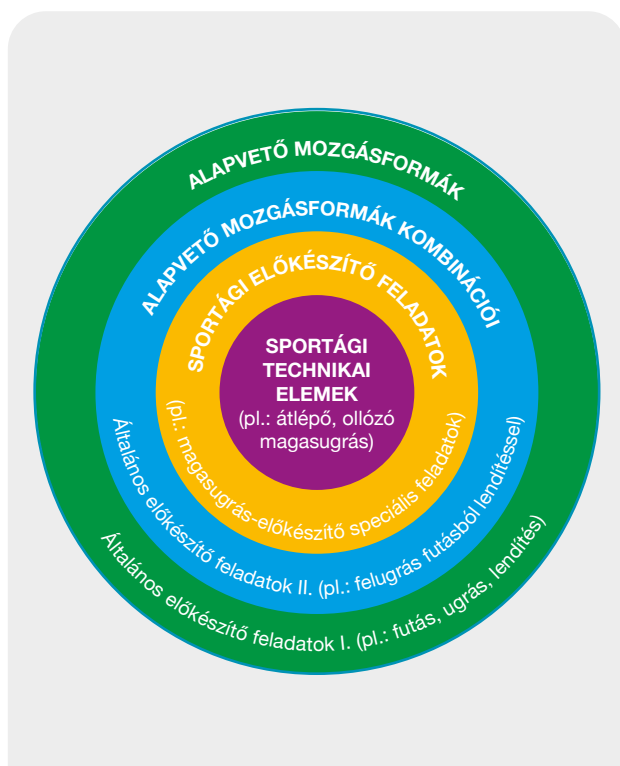 ALAPVETŐ MOZGÁSFORMÁK
ALAPVETŐ MOZGÁSFORMÁK KOMBINÁCIÓI
SPORTÁGI ELŐKÉSZÍTŐ FELADATOK
SPORTÁGI
TECHNIKAI
ELEMEK
(pl.: átlépő, ollózó
magasugrás)
(pl.: magasugrás-előkészítő speciális feladatok)
Általános előkészítő feladatok II. (pl.: felugrás futásból lendítéssel)
Általános előkészítő feladatok I. (pl.: futás, ugrás, lendítés)